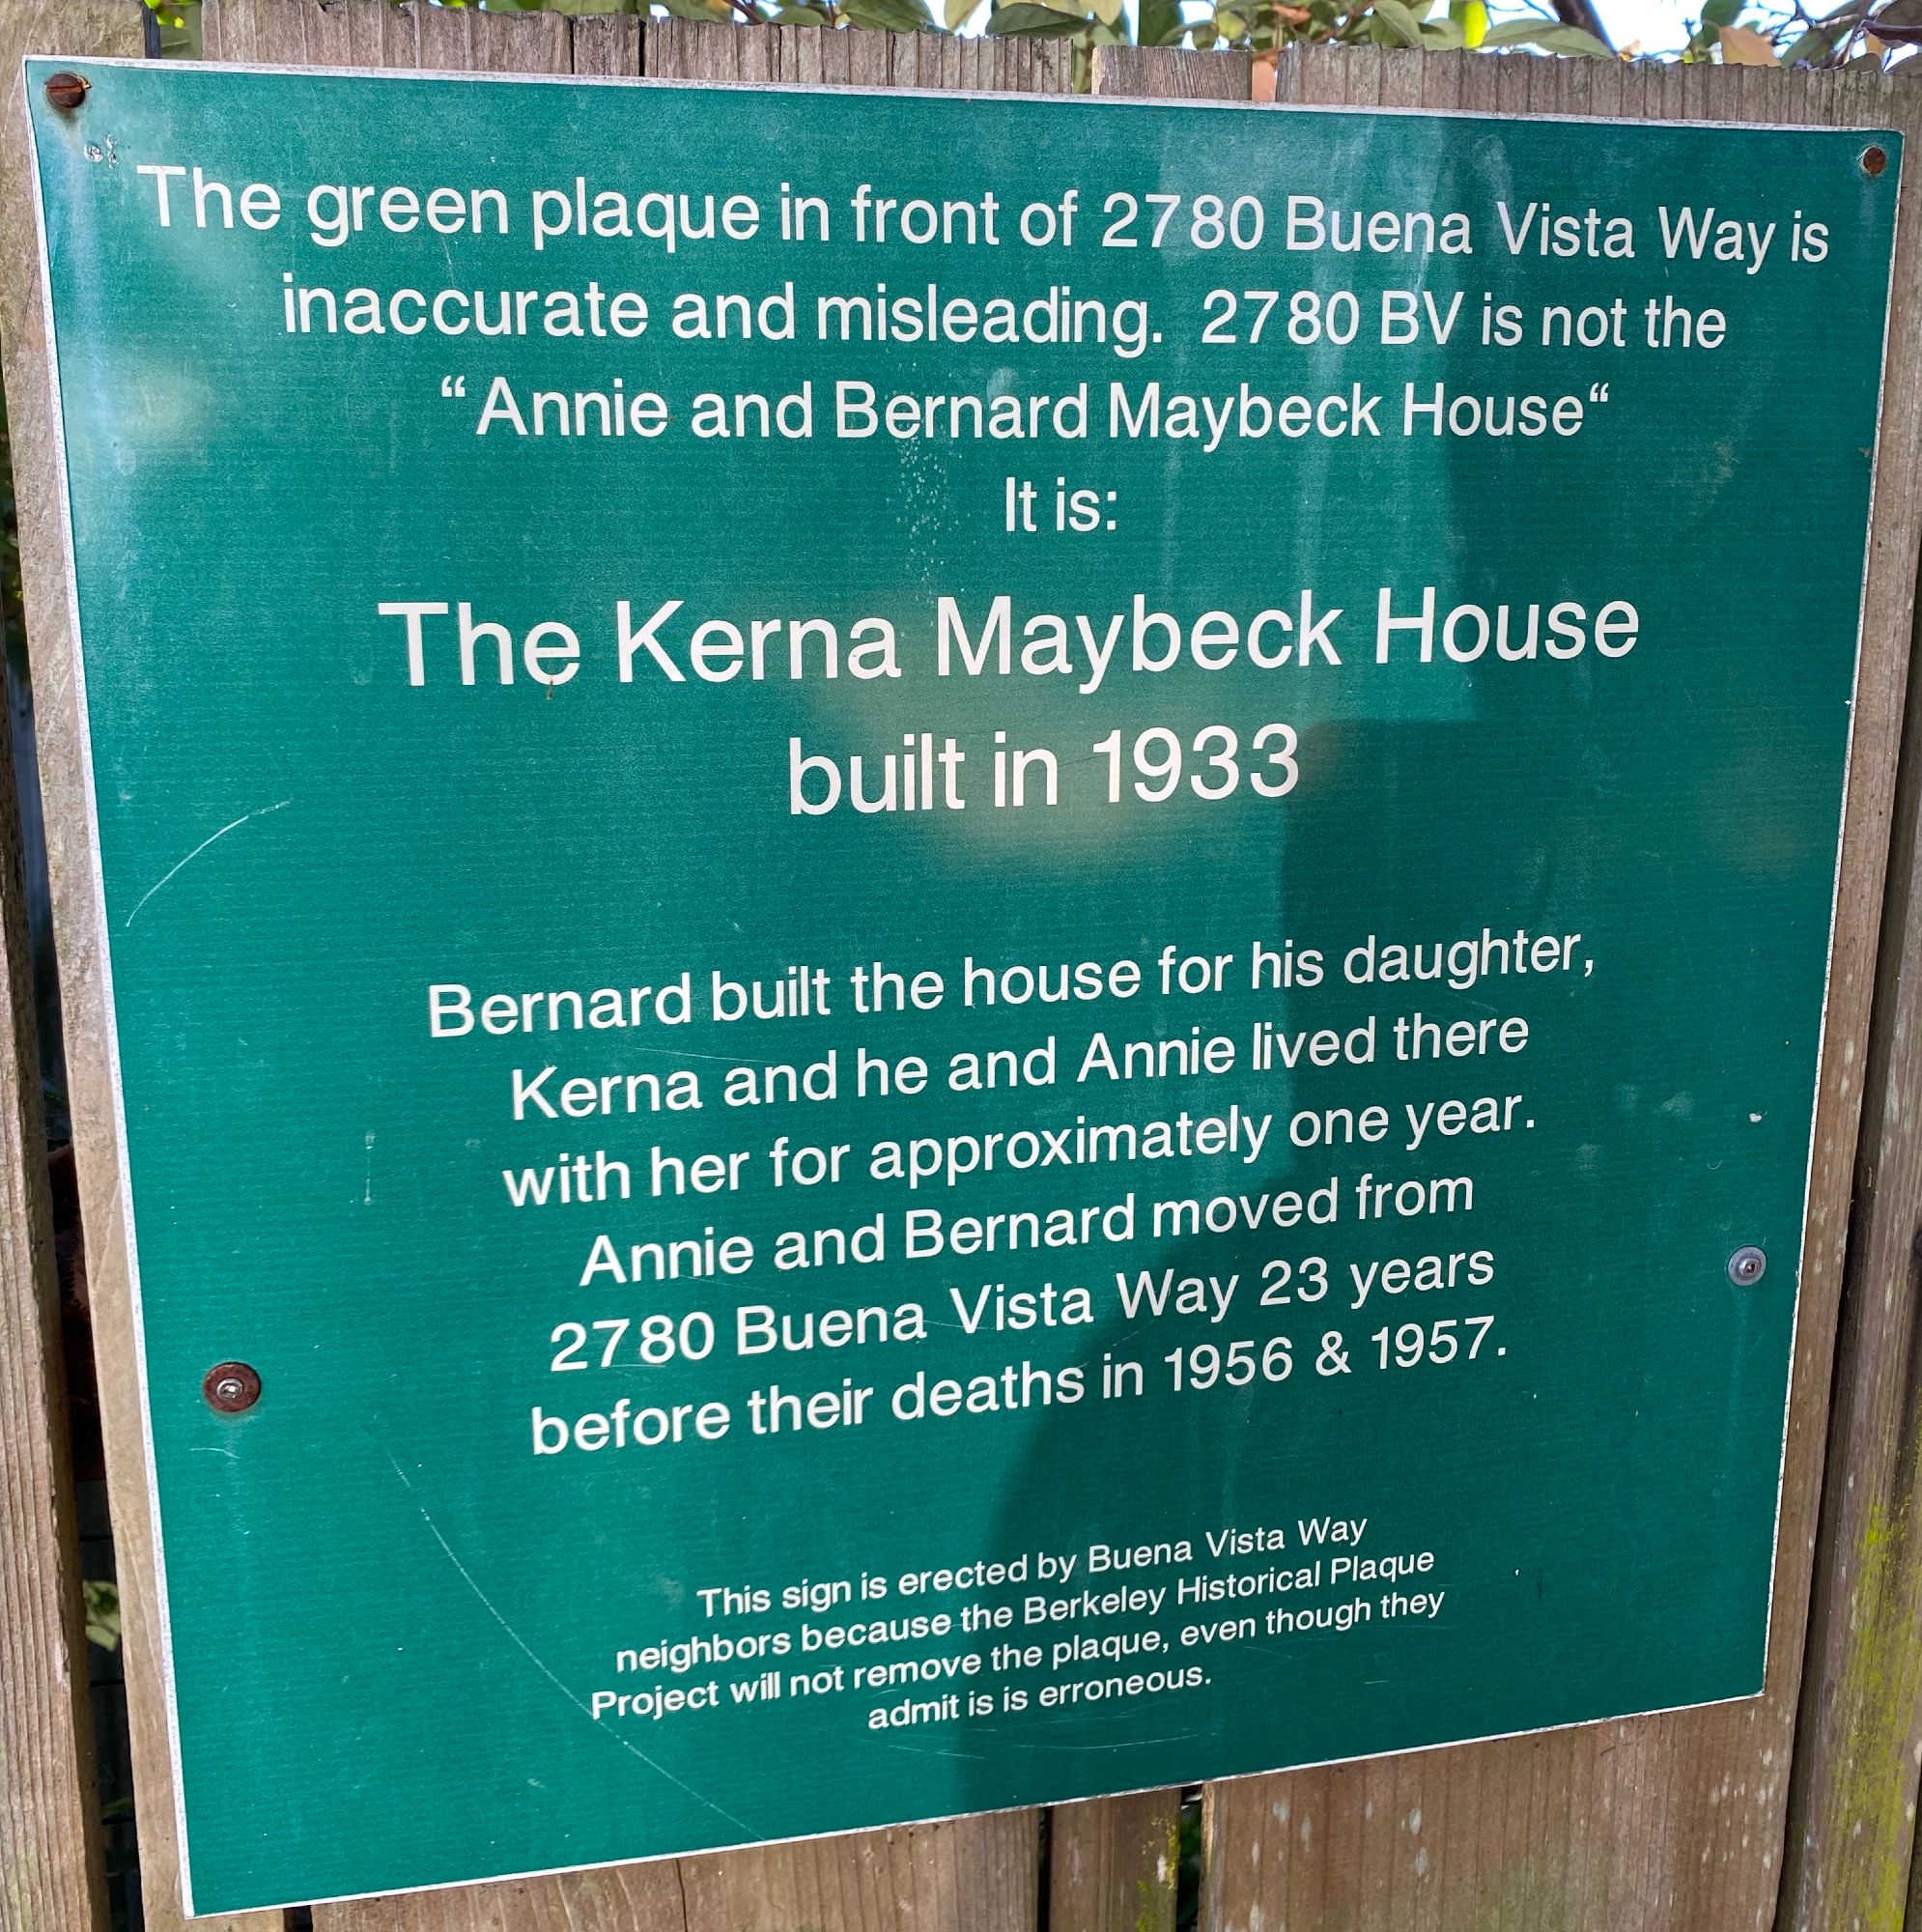 The green plaque in front of 2780 Buena Vista Way is
inaccurate and misleading. 2780 BV is not the
“Annie and Bernard Maybeck House“
It is:
The Kerna Maybeck House
built in 1933
Bernard built the house for his daughter,
Kerna and he and Annie lived there
with her for approximately one year.
Annie and Bernard moved from
2780 Buena Vista Way 23 years
before their deaths in 1956 & 1957.
This sign is erected by Buena Vista Way
neighbors because the Berkeley Historical Plaque
Project will not remove the plaque, even though they
admit is is erroneous.